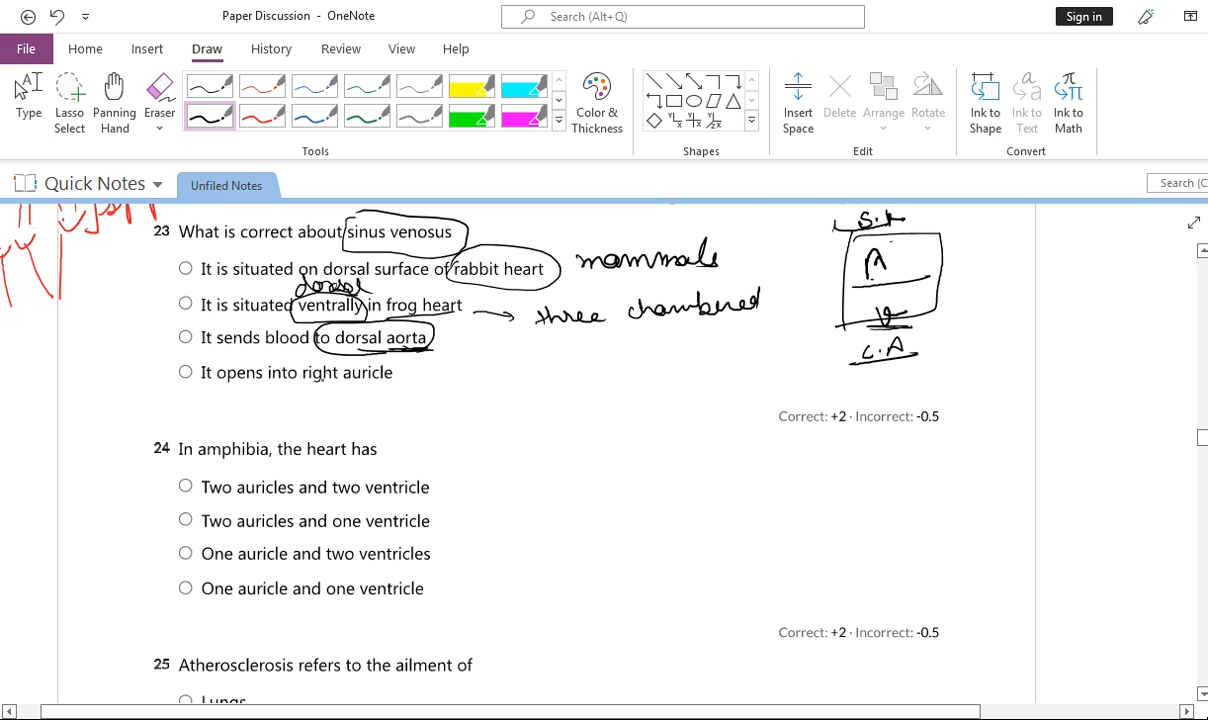 Paper Discussion - OneNote
Search (Alt+Q)
Sign in
File Home Insert Draw History Review View Help
Type
Lasso Select
Panning Hand
Eraser
Color & Thickness
Insert Space
Delete
Arrange
Rotate
Ink to Shape
Ink to Text
Ink to Math
Tools
Shapes
Edit
Convert
Quick Notes
Unfiled Notes
Search (C
23 What is correct about sinus venosus
It is situated on dorsal surface of rabbit heart
mammals
dorsal
It is situated ventrally in frog heart
three chambered
It sends blood to dorsal aorta
It opens into right auricle
A
V
C.A
Correct: +2 · Incorrect: -0.5
24 In amphibia, the heart has
Two auricles and two ventricle
Two auricles and one ventricle
One auricle and two ventricles
One auricle and one ventricle
Correct: +2 · Incorrect: -0.5
25 Atherosclerosis refers to the ailment of
Lungs